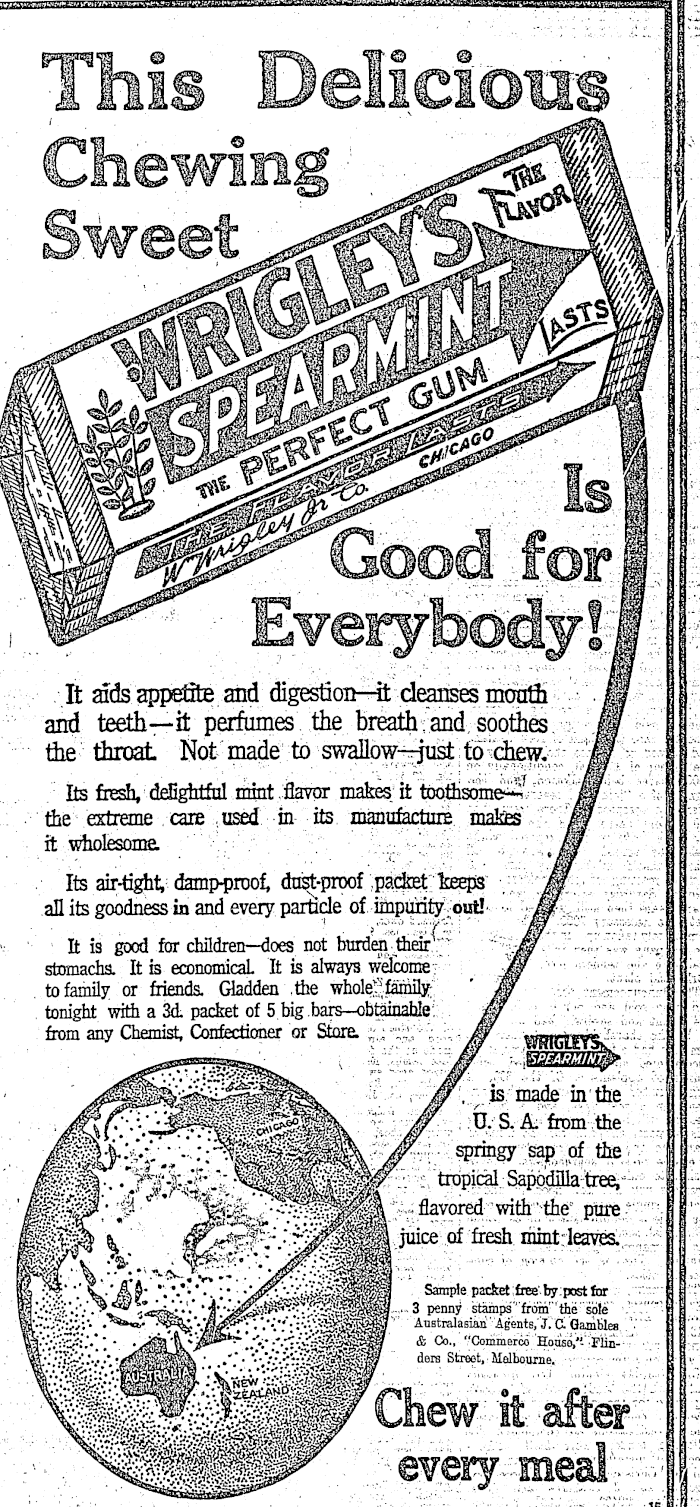 This Delicious
Chewing
Sweet
THE
FLAVOR
LASTS
WRIGLEY'S
SPEARMINT
THE PERFECT GUM
THE FLAVOR LASTS
CHICAGO
Wm Wrigley Jr Co.
Is
Good for
Everybody!
It aids appetite and digestion—it cleanses mouth
and teeth—it perfumes the breath and soothes
the throat. Not made to swallow—just to chew.
Its fresh, delightful mint flavor makes it toothsome—
the extreme care used in its manufacture makes
it wholesome.
Its air-tight, damp-proof, dust-proof packet keeps
all its goodness in and every particle of impurity out!
It is good for children—does not burden their
stomachs. It is economical. It is always welcome
to family or friends. Gladden the whole family
tonight with a 3d. packet of 5 big bars—obtainable
from any Chemist, Confectioner or Store.
WRIGLEYS
SPEARMINT
is made in the
U. S. A. from the
springy sap of the
tropical Sapodilla tree,
flavored with the pure
juice of fresh mint leaves.
Sample packet free by post for
3 penny stamps from the sole
Australasian Agents, J. C. Gambles
& Co., "Commerce House," Flin-
ders Street, Melbourne.
CHICAGO
AUSTRALIA
NEW
ZEALAND
Chew it after
every meal